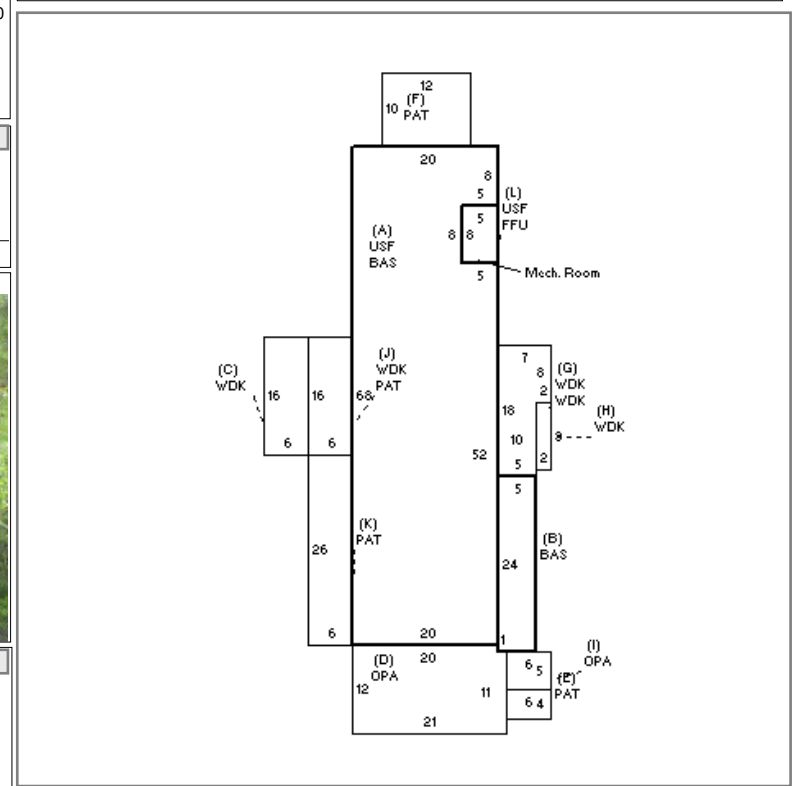 12
(F)
10 PAT
20
8
5
(L)
USF
FFU
5
8 8
(A)
USF
BAS
5
Mech. Room
(J)
WDK
PAT
(C)
WDK
16
16
68
6
6
7
8
(G)
WDK
WDK
2
18
(H)
WDK
9
10
52
2
5
5
(K)
PAT
(B)
BAS
26
24
6
20
1
(D)
OPA
20
(I)
OPA
6 5
(E)
PAT
12
11
6 4
21